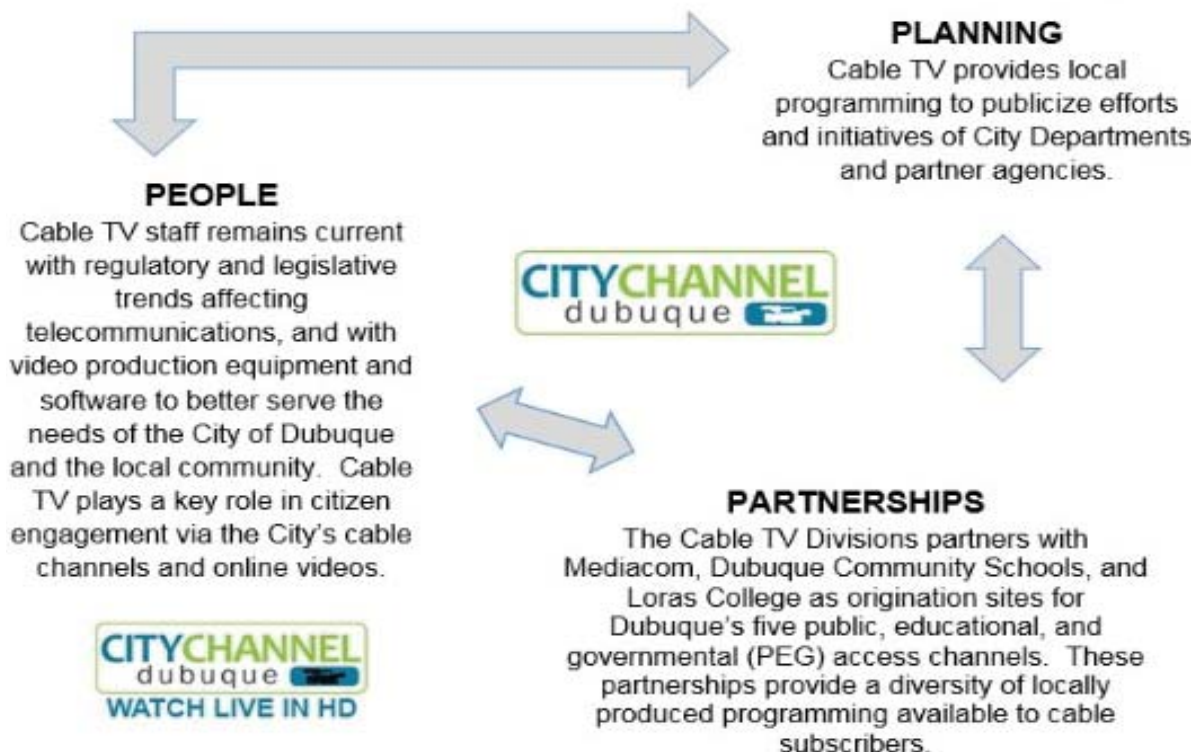 PLANNING
Cable TV provides local
programming to publicize efforts
and initiatives of City Departments
and partner agencies.
PEOPLE
Cable TV staff remains current
with regulatory and legislative
trends affecting
telecommunications, and with
video production equipment and
software to better serve the
needs of the City of Dubuque
and the local community. Cable
TV plays a key role in citizen
engagement via the City's cable
channels and online videos.
CITYCHANNEL
dubuque
PARTNERSHIPS
The Cable TV Divisions partners with
Mediacom, Dubuque Community Schools, and
Loras College as origination sites for
Dubuque's five public, educational, and
governmental (PEG) access channels. These
partnerships provide a diversity of locally
produced programming available to cable
subscribers.
CITYCHANNEL
dubuque
WATCH LIVE IN HD